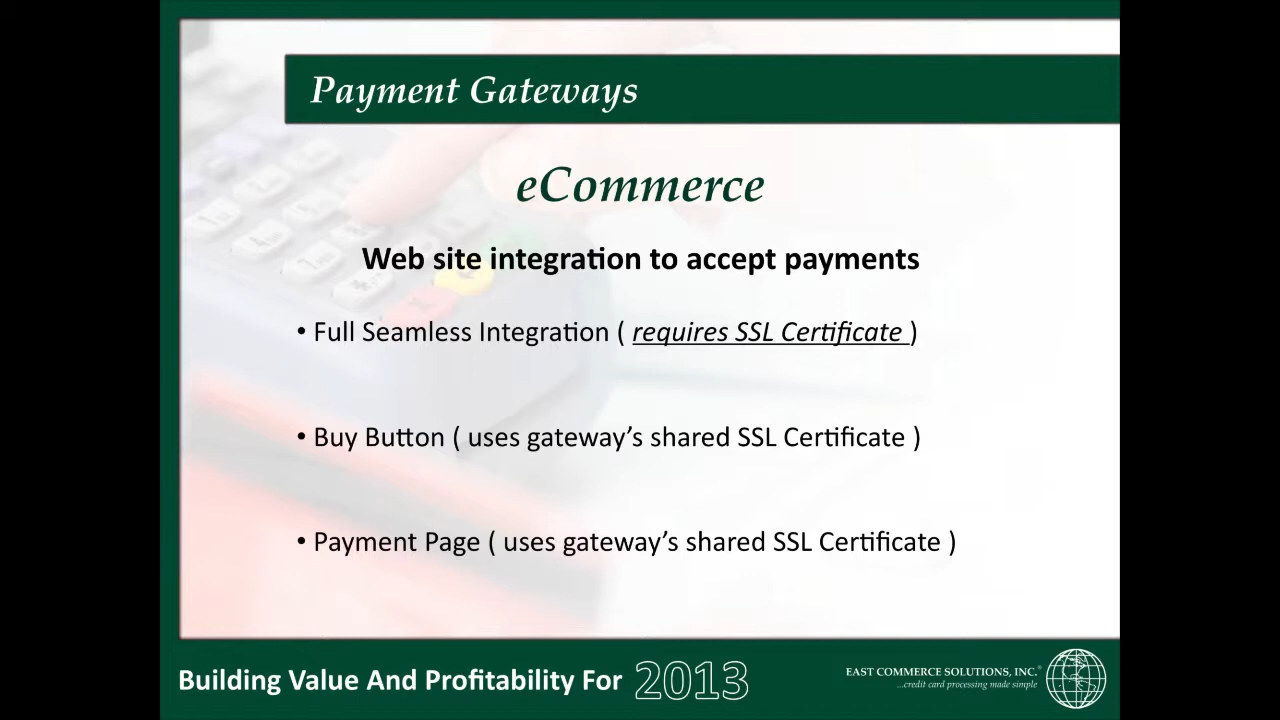 Payment Gateways
eCommerce
Web site integration to accept payments
• Full Seamless Integration ( requires SSL Certificate )
• Buy Button ( uses gateway’s shared SSL Certificate )
• Payment Page ( uses gateway’s shared SSL Certificate )
Building Value And Profitability For 2013
EAST COMMERCE SOLUTIONS, INC.®
...credit card processing made simple